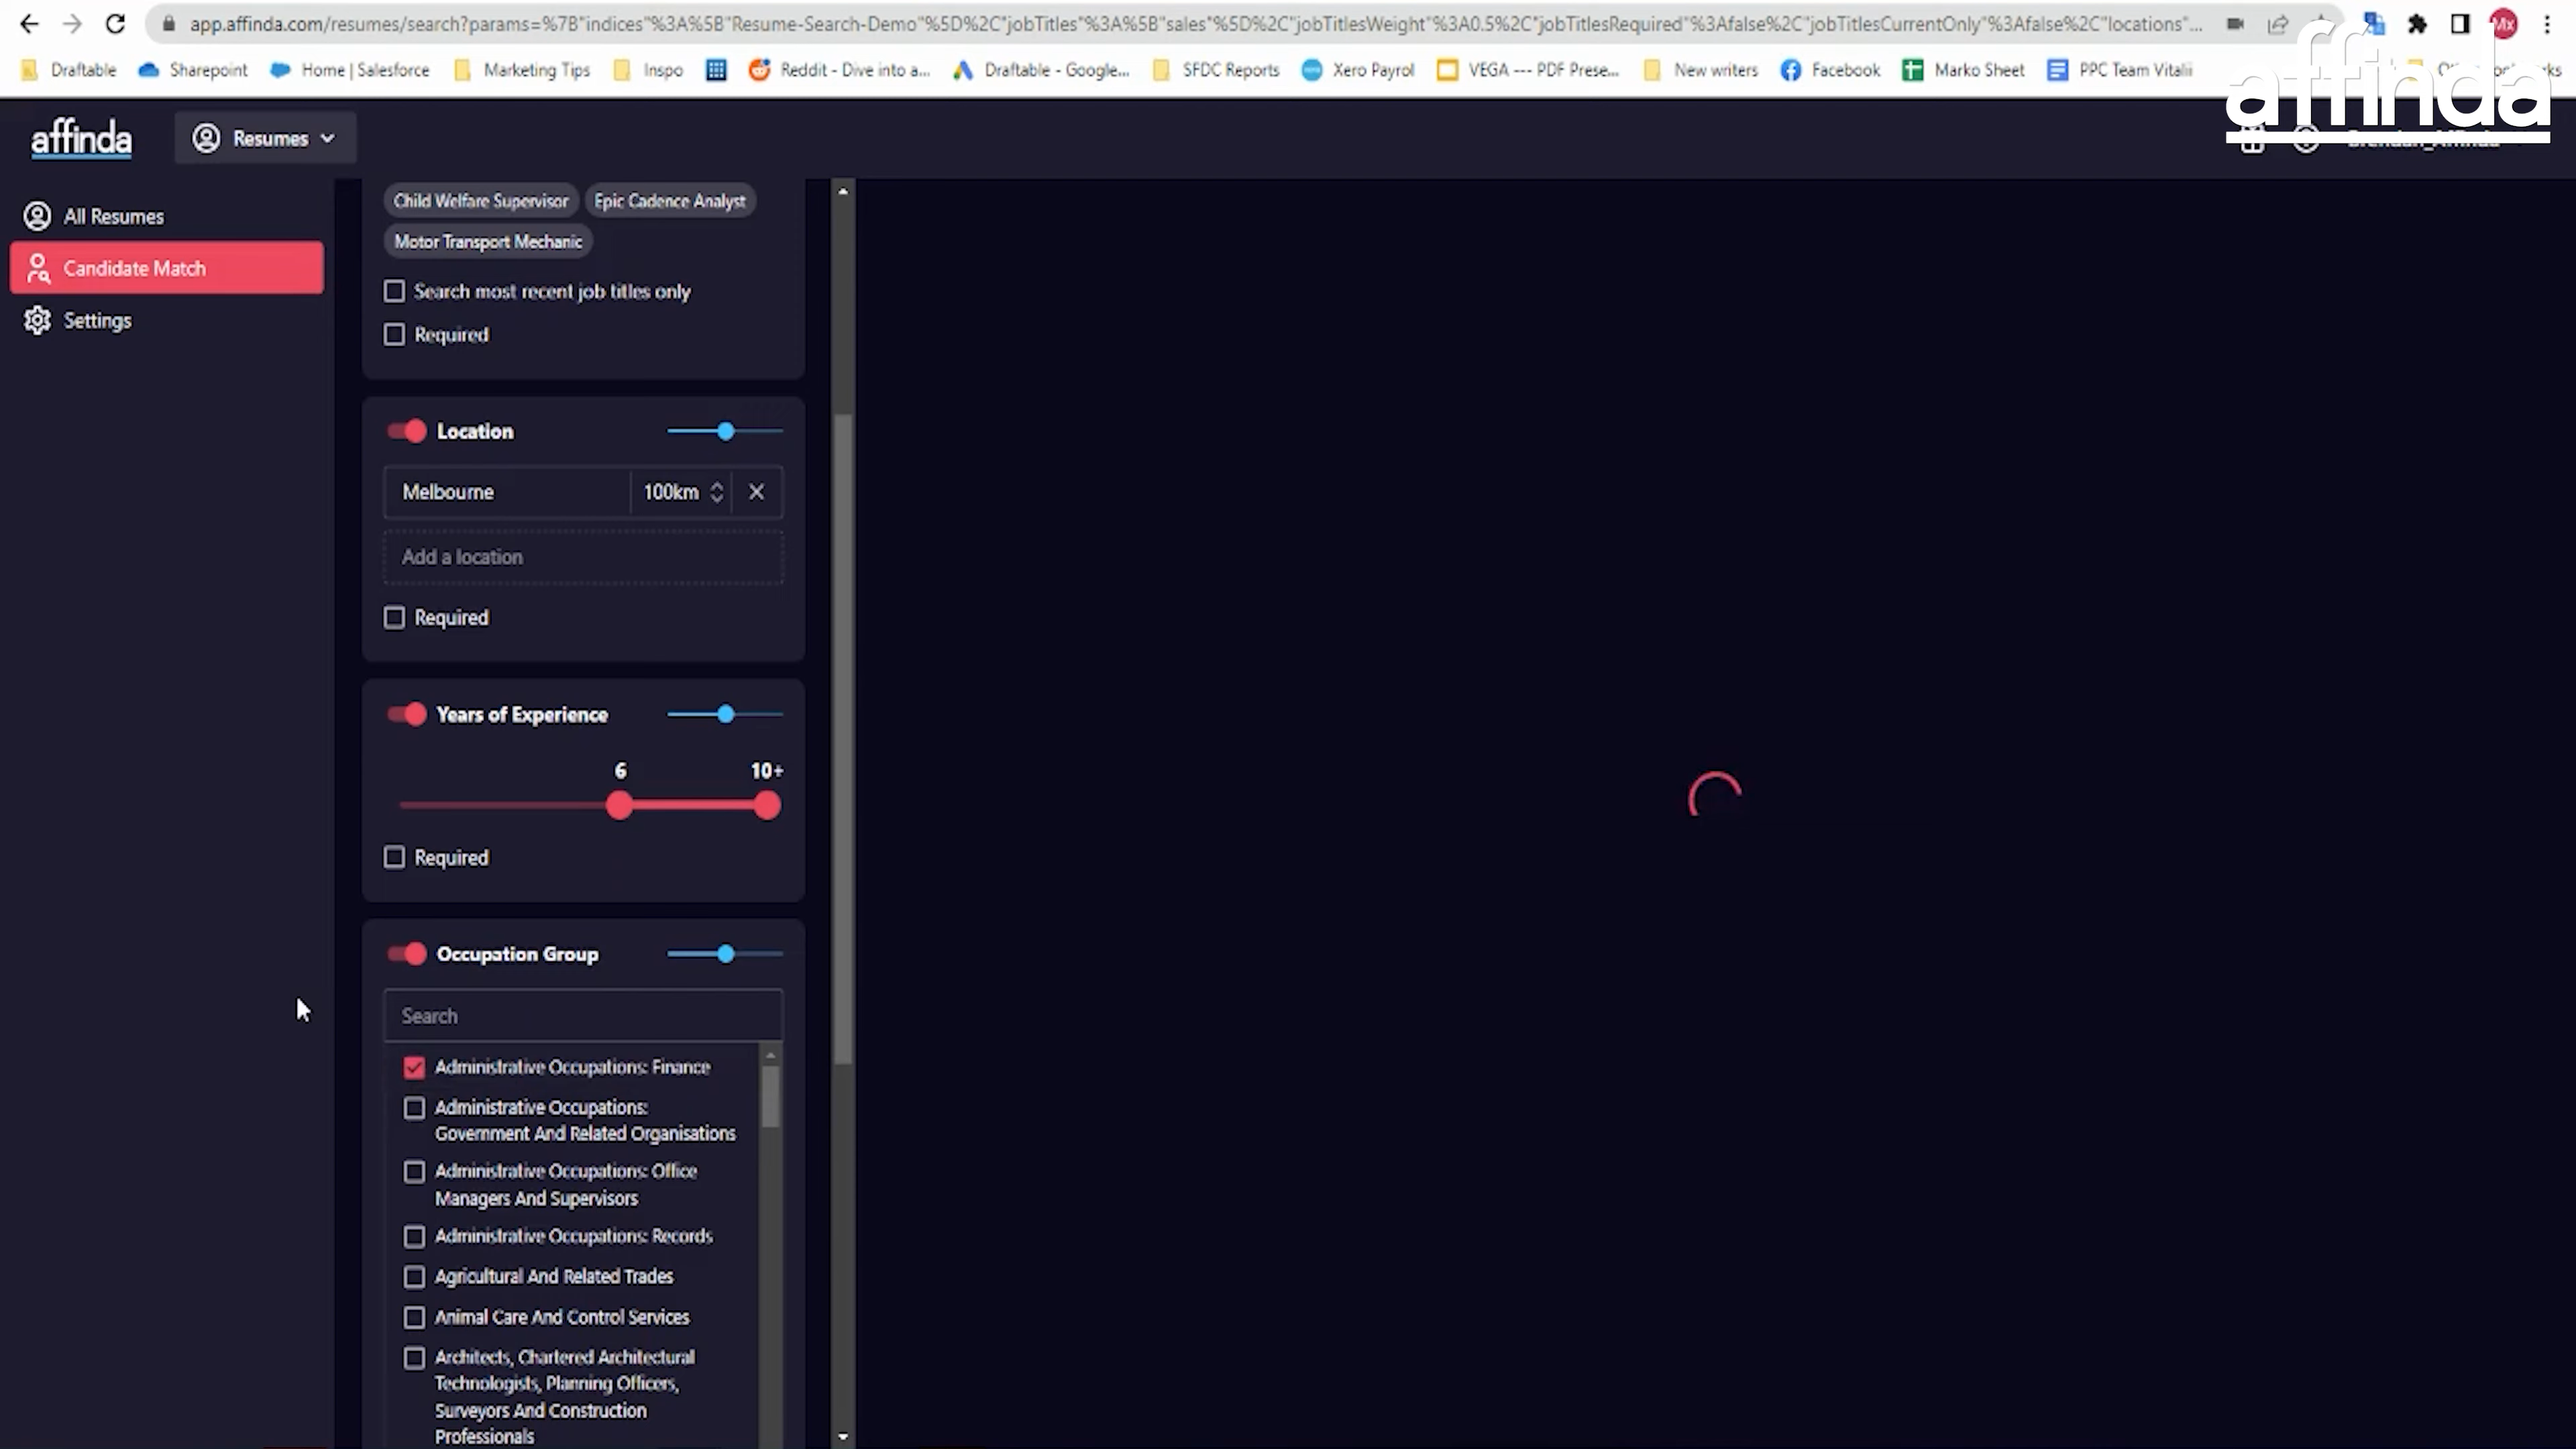 app.affinda.com/resumes/search?params=%7B"indices"%3A%5B"Resume-Search-Demo"%5D%2C"jobTitles"%3A%5B"sales"%5D%2C"jobTitlesWeight"%3A0.5%2C"jobTitlesRequired"%3Afalse%2C"jobTitlesCurrentOnly"%3Afalse%2C"locations"...
Mx
Draftable Sharepoint Home | Salesforce Marketing Tips Inspo Reddit - Dive into a... Draftable - Google... SFDC Reports Xero Payrol VEGA --- PDF Prese... New writers Facebook Marko Sheet PPC Team Vitalii
affinda
affinda
Resumes
All Resumes
Candidate Match
Settings
Child Welfare Supervisor
Epic Cadence Analyst
Motor Transport Mechanic
Search most recent job titles only
Required
Location
Melbourne 100km
Add a location
Required
Years of Experience
6 10+
Required
Occupation Group
Search
Administrative Occupations: Finance
Administrative Occupations:
Government And Related Organisations
Administrative Occupations: Office
Managers And Supervisors
Administrative Occupations: Records
Agricultural And Related Trades
Animal Care And Control Services
Architects, Chartered Architectural
Technologists, Planning Officers,
Surveyors And Construction
Professionals